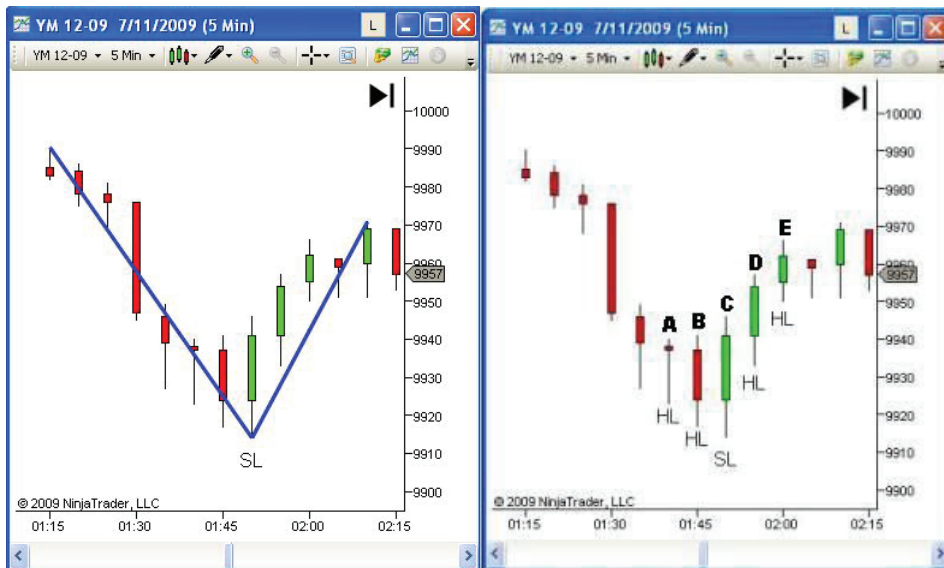 YM 12-09 7/11/2009 (5 Min)
L
YM 12-09
5 Min
10000
9990
9980
9970
9960
9957
9950
9940
9930
9920
9910
9900
SL
© 2009 NinjaTrader, LLC
01:15
01:30
01:45
02:00
02:15
YM 12-09 7/11/2009 (5 Min)
L
YM 12-09
5 Min
10000
9990
9980
9970
9960
9957
9950
9940
9930
9920
9910
9900
E
D
C
A
B
HL
HL
HL
HL
SL
© 2009 NinjaTrader, LLC
01:15
01:30
01:45
02:00
02:15